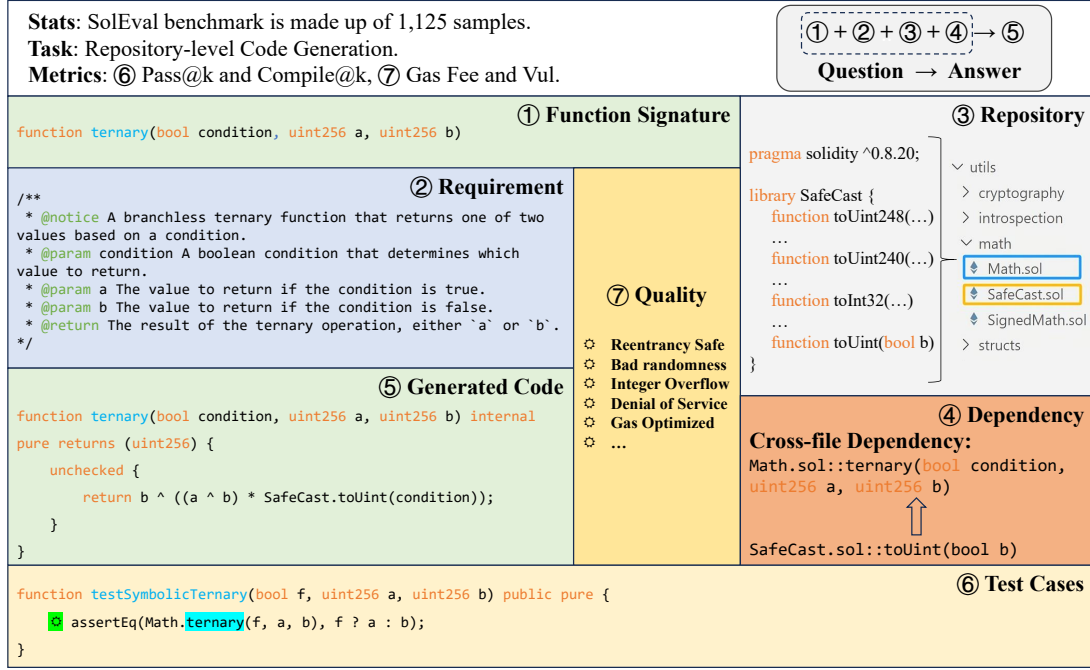 Stats: SolEval benchmark is made up of 1,125 samples.
Task: Repository-level Code Generation.
Metrics: ⑥ Pass@k and Compile@k, ⑦ Gas Fee and Vul.
① + ② + ③ + ④ → ⑤
Question → Answer
① Function Signature
function ternary(bool condition, uint256 a, uint256 b)
② Requirement
/**
* @notice A branchless ternary function that returns one of two
values based on a condition.
* @param condition A boolean condition that determines which
value to return.
* @param a The value to return if the condition is true.
* @param b The value to return if the condition is false.
* @return The result of the ternary operation, either `a` or `b`.
*/
③ Repository
pragma solidity ^0.8.20;
library SafeCast {
function toUint248(…)
…
function toUint240(…)
…
function toInt32(…)
…
function toUint(bool b)
}
utils
cryptography
introspection
math
Math.sol
SafeCast.sol
SignedMath.sol
structs
⑦ Quality
Reentrancy Safe
Bad randomness
Integer Overflow
Denial of Service
Gas Optimized
…
⑤ Generated Code
function ternary(bool condition, uint256 a, uint256 b) internal
pure returns (uint256) {
unchecked {
return b ^ ((a ^ b) * SafeCast.toUint(condition));
}
}
④ Dependency
Cross-file Dependency:
Math.sol::ternary(bool condition,
uint256 a, uint256 b)
SafeCast.sol::toUint(bool b)
⑥ Test Cases
function testSymbolicTernary(bool f, uint256 a, uint256 b) public pure {
assertEq(Math.ternary(f, a, b), f ? a : b);
}